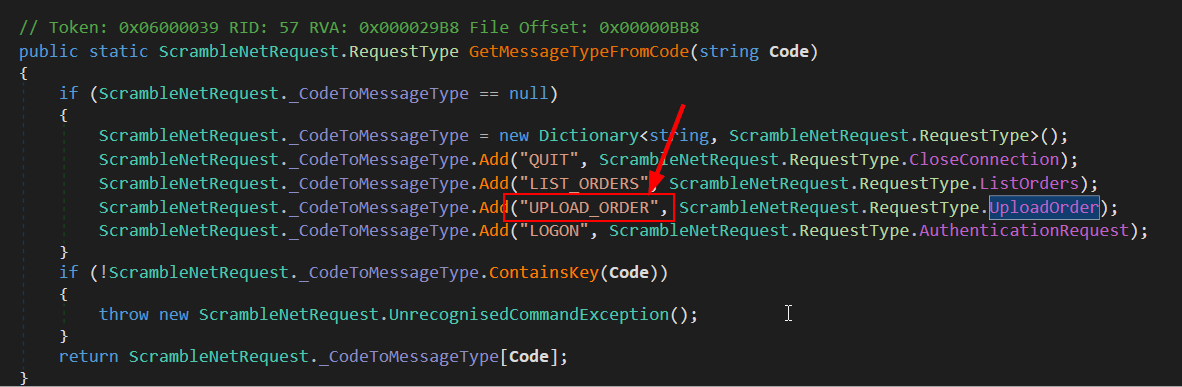 // Token: 0x06000039 RID: 57 RVA: 0x000029B8 File Offset: 0x00000BB8
public static ScrambleNetRequest.RequestType GetMessageTypeFromCode(string Code)
{
if (ScrambleNetRequest._CodeToMessageType == null)
{
ScrambleNetRequest._CodeToMessageType = new Dictionary<string, ScrambleNetRequest.RequestType>();
ScrambleNetRequest._CodeToMessageType.Add("QUIT", ScrambleNetRequest.RequestType.CloseConnection);
ScrambleNetRequest._CodeToMessageType.Add("LIST_ORDERS", ScrambleNetRequest.RequestType.ListOrders);
ScrambleNetRequest._CodeToMessageType.Add("UPLOAD_ORDER", ScrambleNetRequest.RequestType.UploadOrder);
ScrambleNetRequest._CodeToMessageType.Add("LOGON", ScrambleNetRequest.RequestType.AuthenticationRequest);
}
if (!ScrambleNetRequest._CodeToMessageType.ContainsKey(Code))
{
throw new ScrambleNetRequest.UnrecognisedCommandException();
}
return ScrambleNetRequest._CodeToMessageType[Code];
}